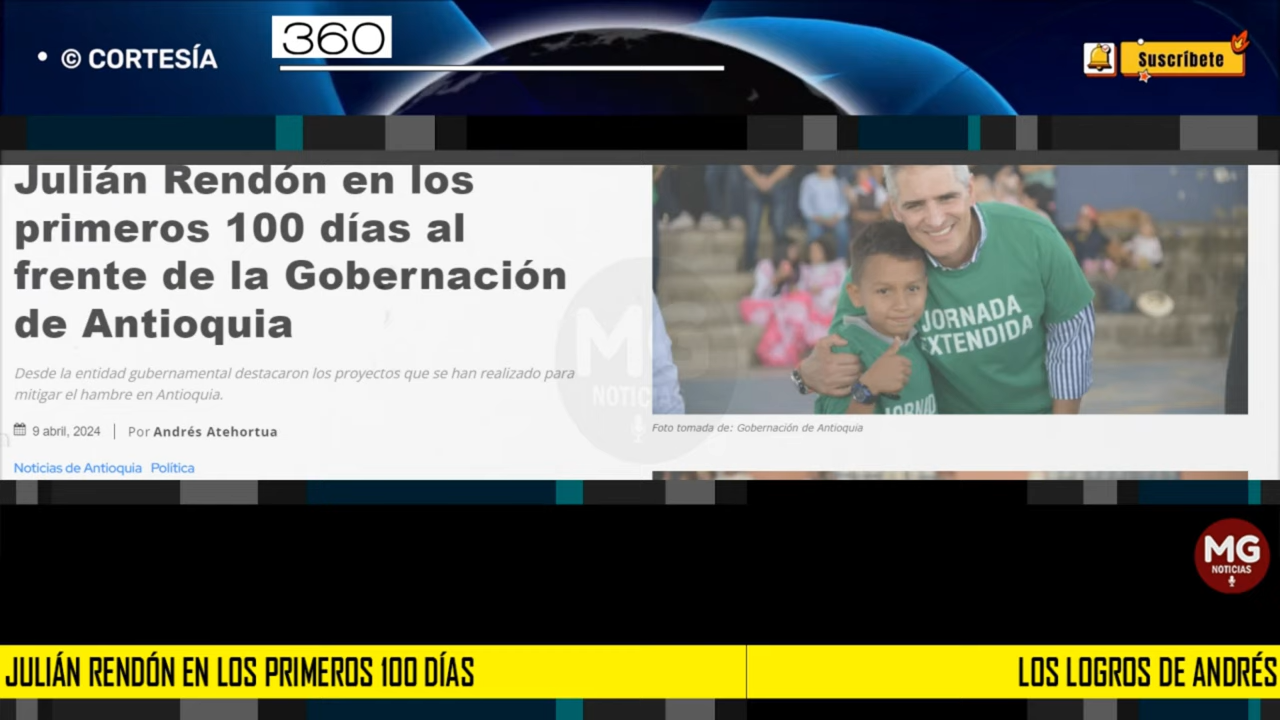 © CORTESÍA
360
Suscríbete
Julián Rendón en los
primeros 100 días al
frente de la Gobernación
de Antioquia
Desde la entidad gubernamental destacaron los proyectos que se han realizado para
mitigar el hambre en Antioquia.
9 abril, 2024 | Por Andrés Atehortua
Noticias de Antioquia Política
JORNADA
EXTENDIDA
JORNAD
Foto tomada de: Gobernación de Antioquia
MG
NOTICIAS
MG
NOTICIAS
JULIÁN RENDÓN EN LOS PRIMEROS 100 DÍAS
LOS LOGROS DE ANDRÉS